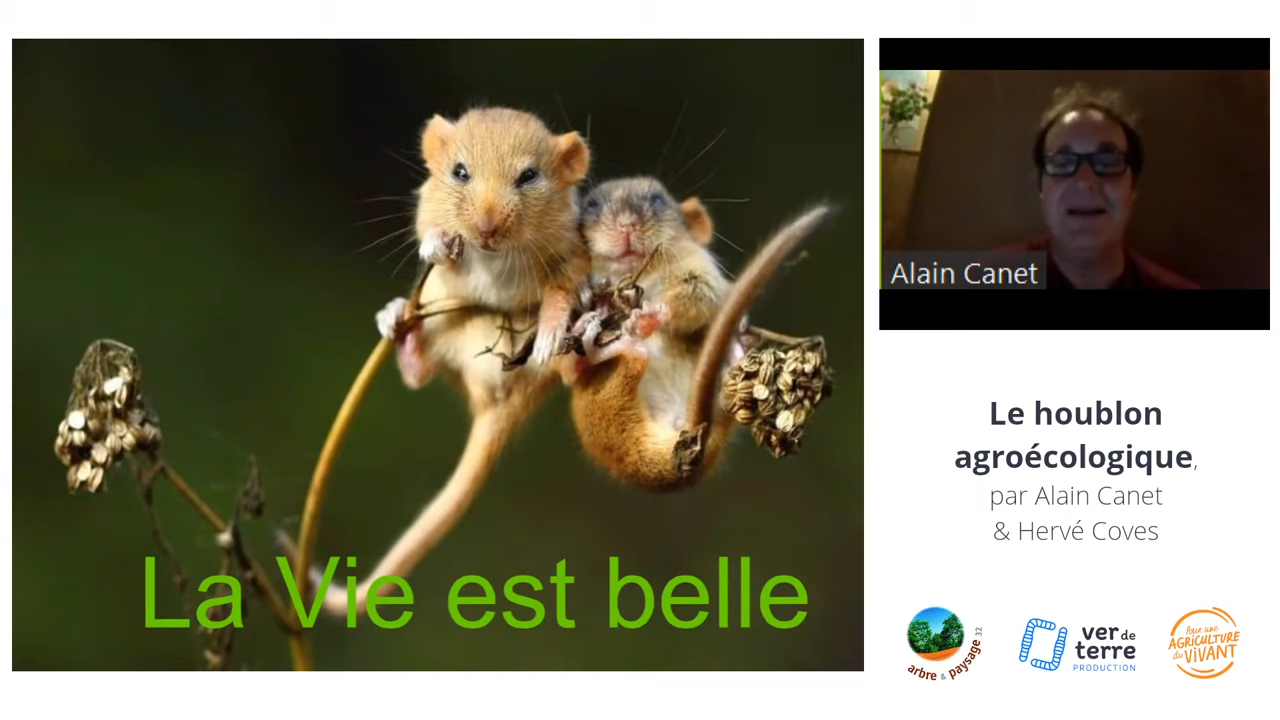 La Vie est belle
Alain Canet
Le houblon
agroécologique,
par Alain Canet
& Hervé Coves
arbre & paysage 32
ver de
terre
PRODUCTION
Pour une
AGRiCULTURE
du ViVANT